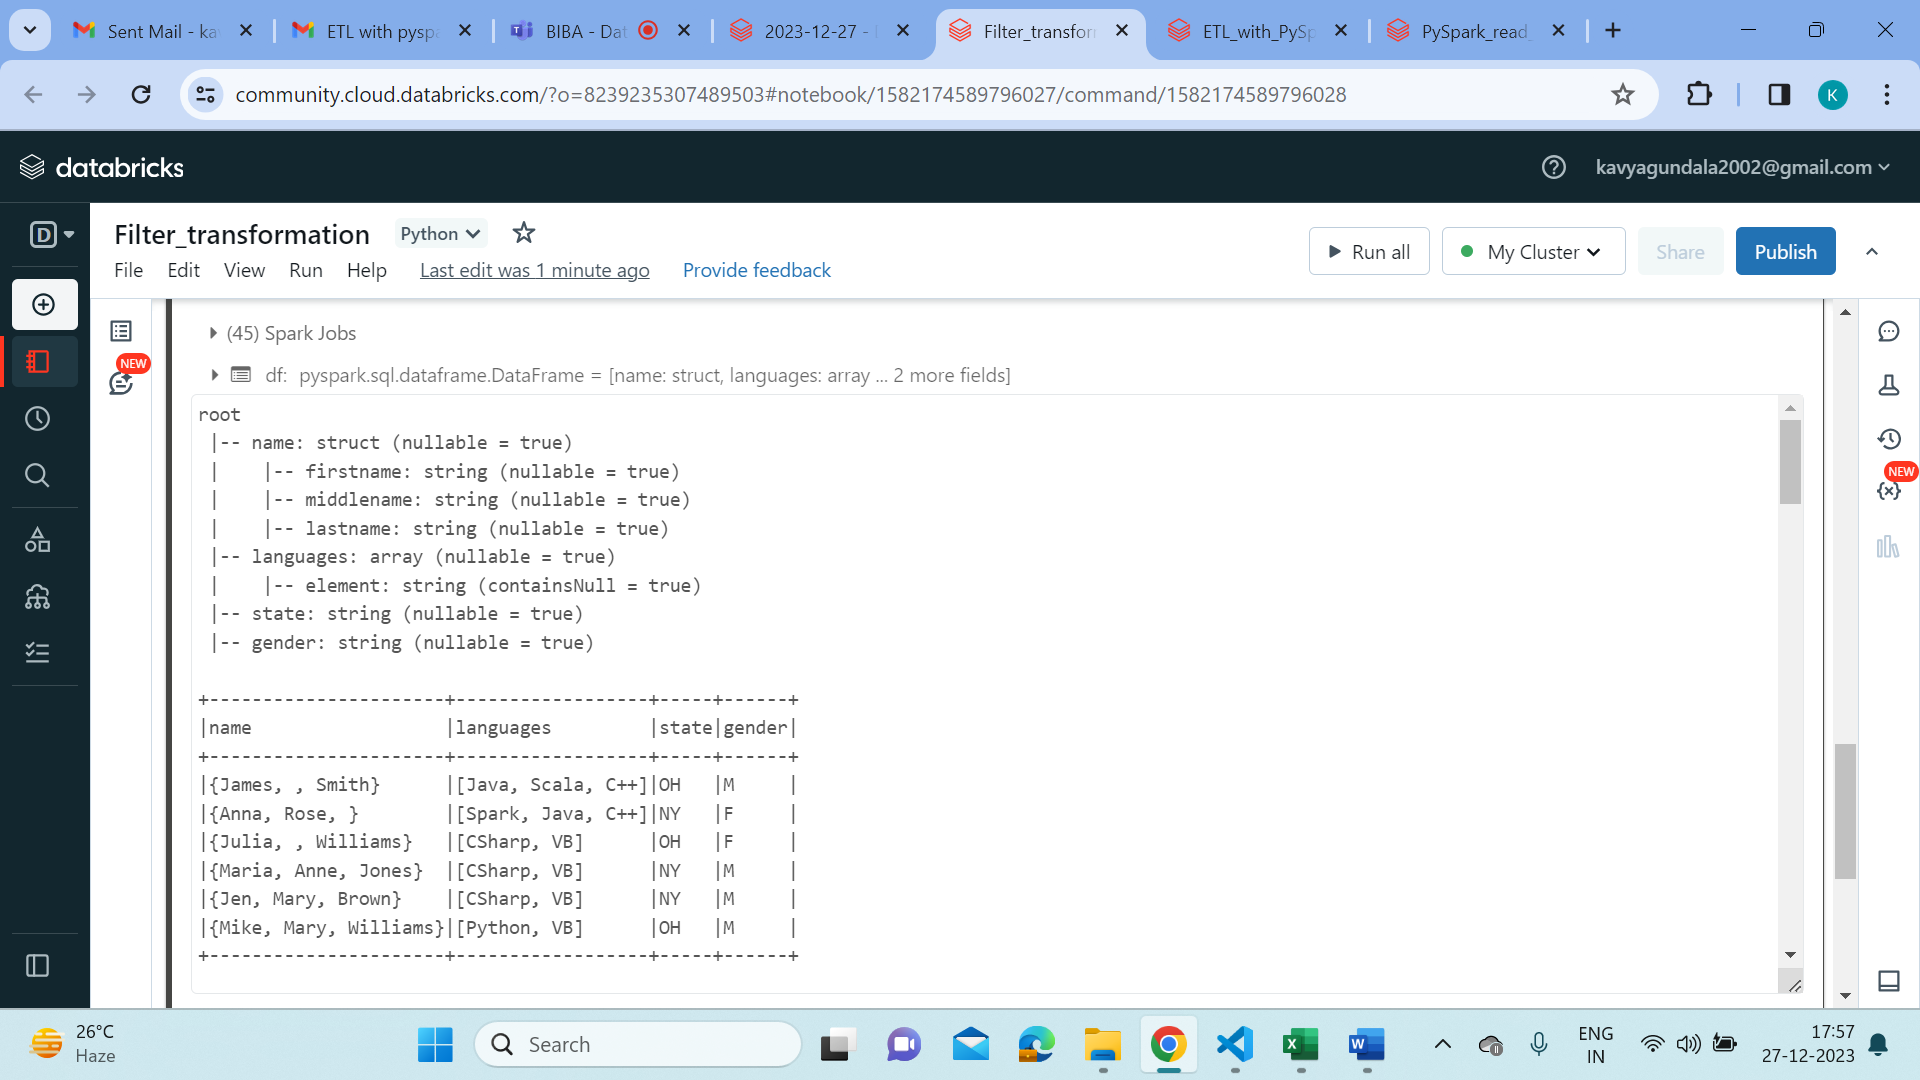 Sent Mail - ka
ETL with pyspa
BIBA - Dat
2023-12-27 -
Filter_transfor
ETL_with_PySp
PySpark_read_
community.cloud.databricks.com/?o=8239235307489503#notebook/1582174589796027/command/1582174589796028
K
databricks
kavyagundala2002@gmail.com
D
Filter_transformation
Python
Run all
My Cluster
Share
Publish
File Edit View Run Help Last edit was 1 minute ago Provide feedback
NEW
NEW
(45) Spark Jobs
df: pyspark.sql.dataframe.DataFrame = [name: struct, languages: array ... 2 more fields]
root
|-- name: struct (nullable = true)
|    |-- firstname: string (nullable = true)
|    |-- middlename: string (nullable = true)
|    |-- lastname: string (nullable = true)
|-- languages: array (nullable = true)
|    |-- element: string (containsNull = true)
|-- state: string (nullable = true)
|-- gender: string (nullable = true)
+----------------------+------------------+-----+------+
|name                  |languages         |state|gender|
+----------------------+------------------+-----+------+
|{James, , Smith}      |[Java, Scala, C++]|OH   |M     |
|{Anna, Rose, }        |[Spark, Java, C++]|NY   |F     |
|{Julia, , Williams}   |[CSharp, VB]      |OH   |F     |
|{Maria, Anne, Jones}  |[CSharp, VB]      |NY   |M     |
|{Jen, Mary, Brown}    |[CSharp, VB]      |NY   |M     |
|{Mike, Mary, Williams}|[Python, VB]      |OH   |M     |
+----------------------+------------------+-----+------+
26°C
Haze
Search
ENG
IN
17:57
27-12-2023